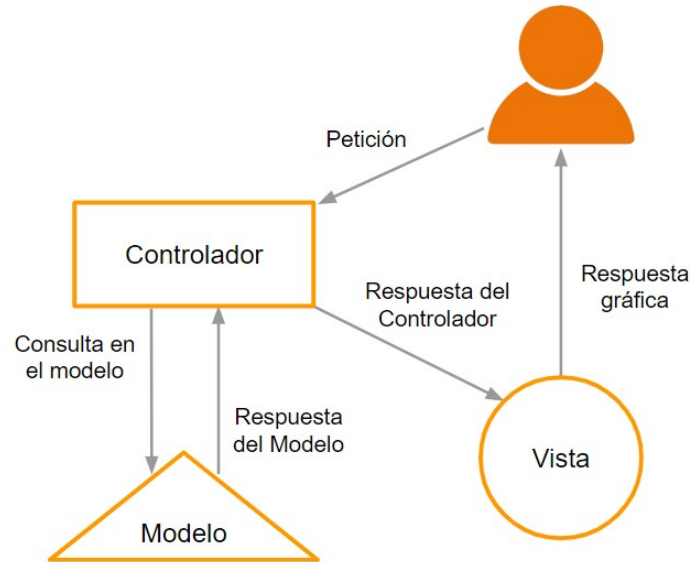 Petición
Controlador
Respuesta del
Controlador
Respuesta
gráfica
Consulta en
el modelo
Respuesta
del Modelo
Vista
Modelo